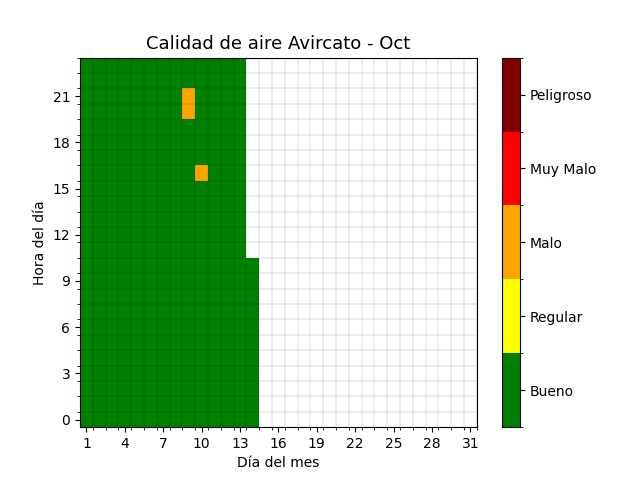 Calidad de aire Avircato - Oct
Hora del día
21
18
15
12
9
6
3
0
1 4 7 10 13 16 19 22 25 28 31
Día del mes
Peligroso
Muy Malo
Malo
Regular
Bueno